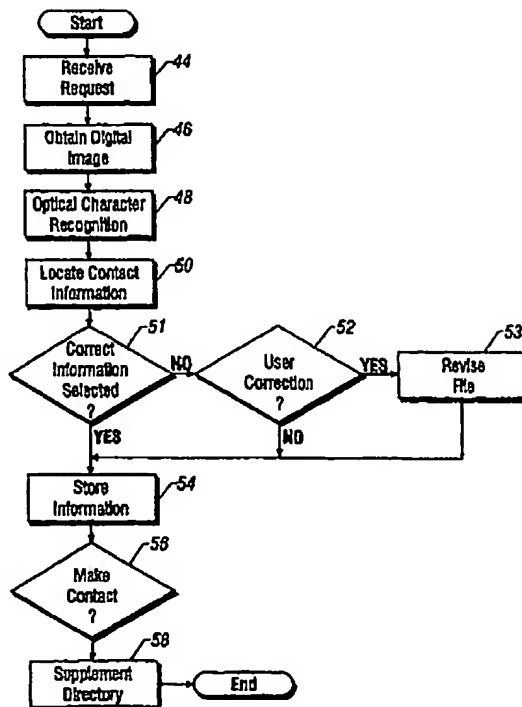 Start
Receive
Request
44
Obtain Digital
Image
46
Optical Character
Recognition
48
Locate Contact
Information
50
Correct
Information
Selected
?
51
NO
YES
User
Correction
?
52
YES
NO
Revise
File
53
Store
Information
54
Make
Contact
?
56
Supplement
Directory
58
End